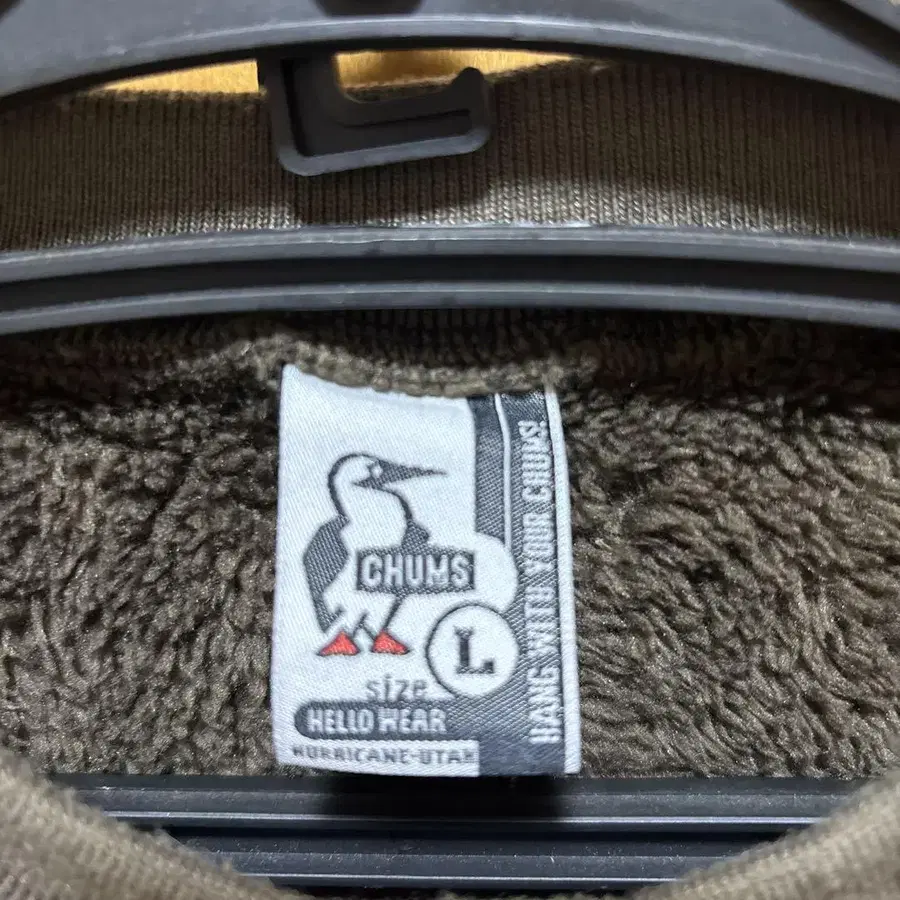 CHUMS
L
size
HELLO WEAR
HURRICANE-UTAH
HANG WITH YOUR CHUMS!